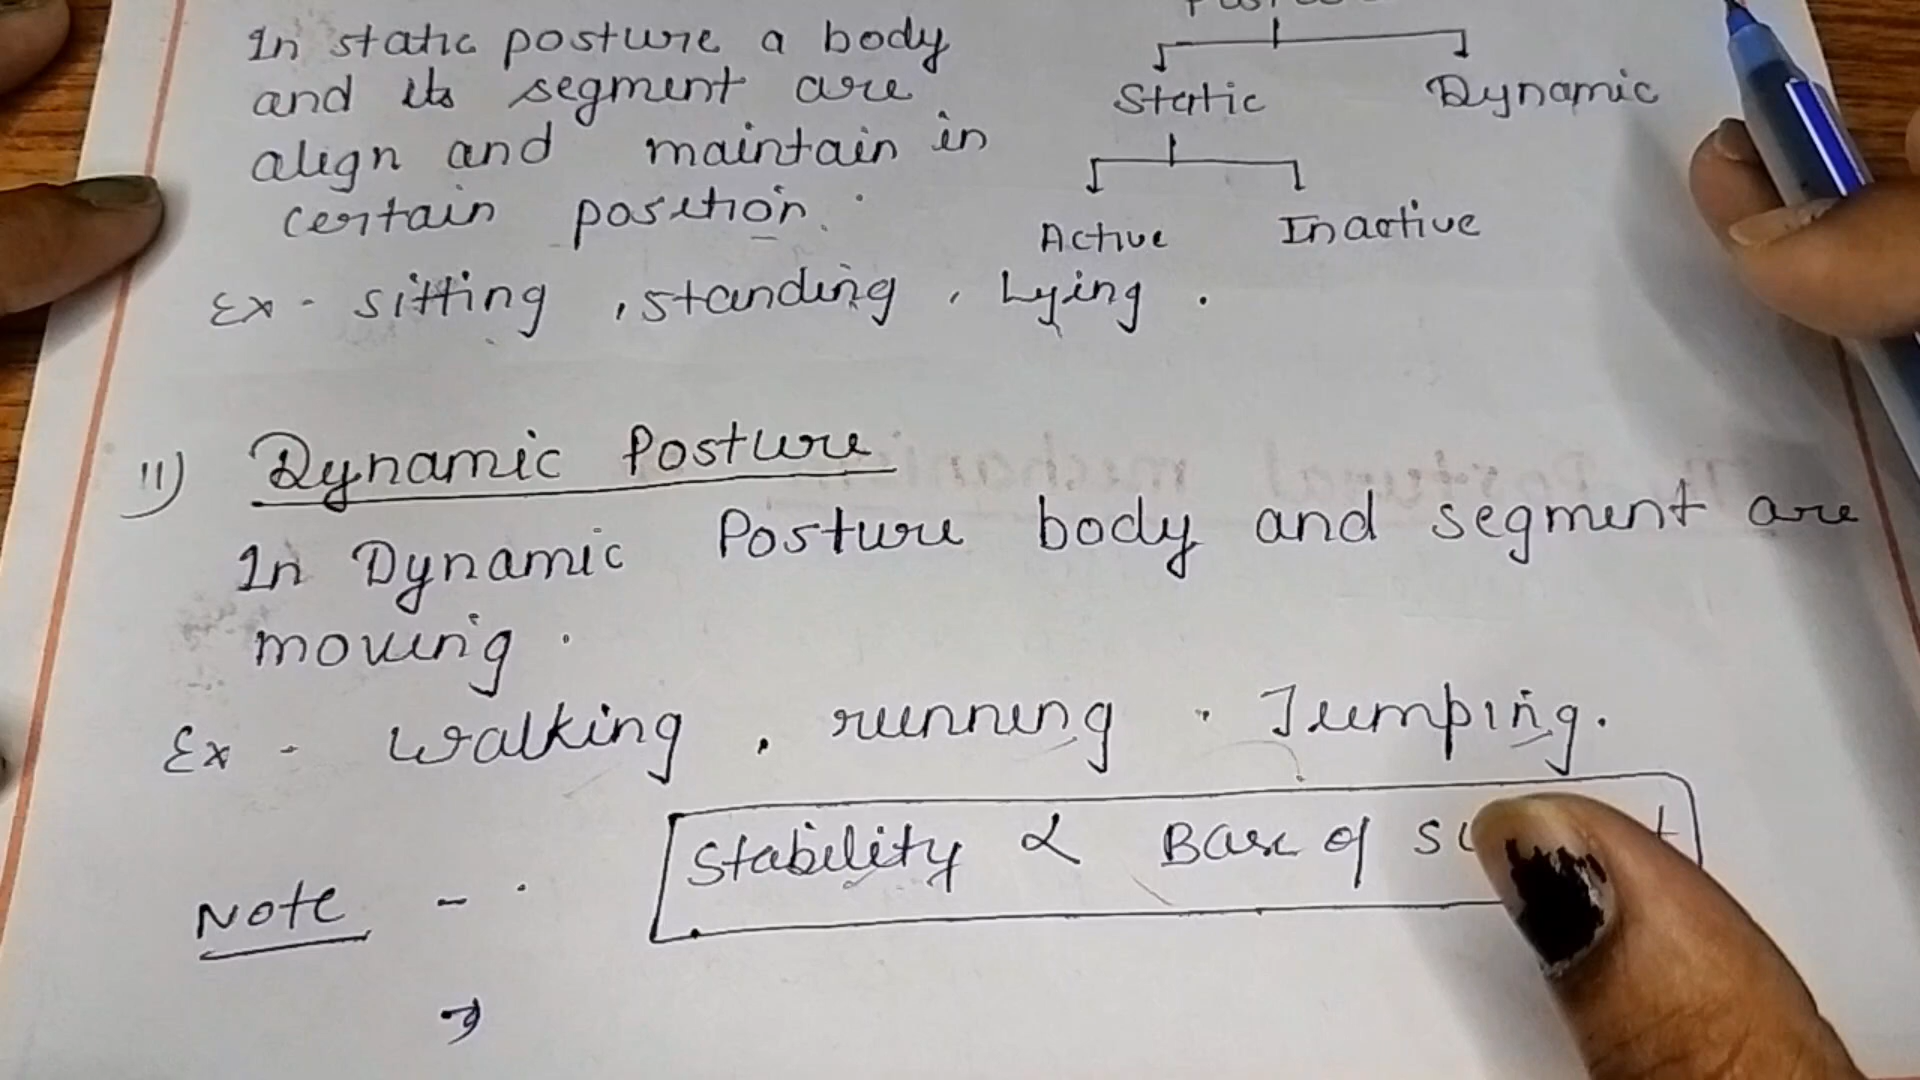 In static posture a body
and its segment are
align and maintain in
certain position.
Ex - sitting, standing, Lying.
Static
Dynamic
Active
Inactive
11) Dynamic Posture
In Dynamic Posture body and segment are
moving.
Ex - walking, running. Jumping.
Note - Stability ∝ Base of
→